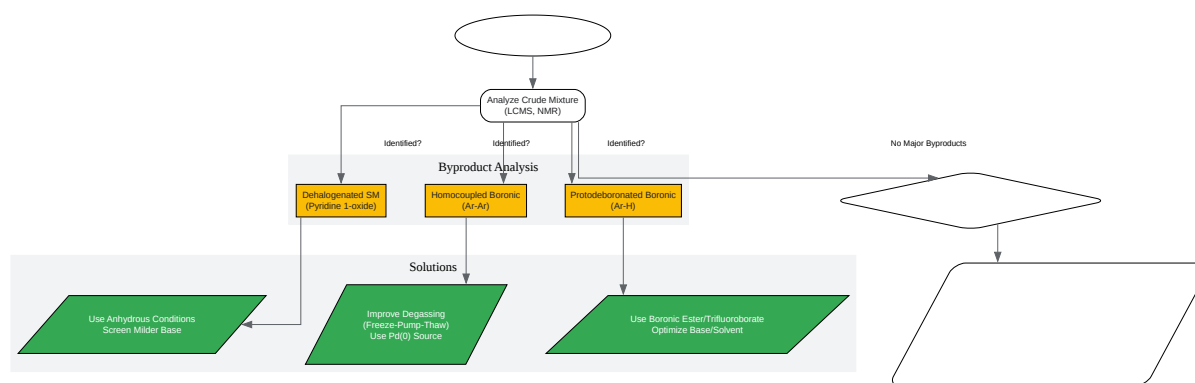 Analyze Crude Mixture
(LCMS, NMR)
Identified?
Identified?
Identified?
No Major Byproducts
Byproduct Analysis
Dehalogenated SM
(Pyridine 1-oxide)
Homocoupled Boronic
(Ar-Ar)
Protodeboronated Boronic
(Ar-H)
Solutions
Use Anhydrous Conditions
Screen Milder Base
Improve Degassing
(Freeze-Pump-Thaw)
Use Pd(0) Source
Use Boronic Ester/Trifluoroborate
Optimize Base/Solvent